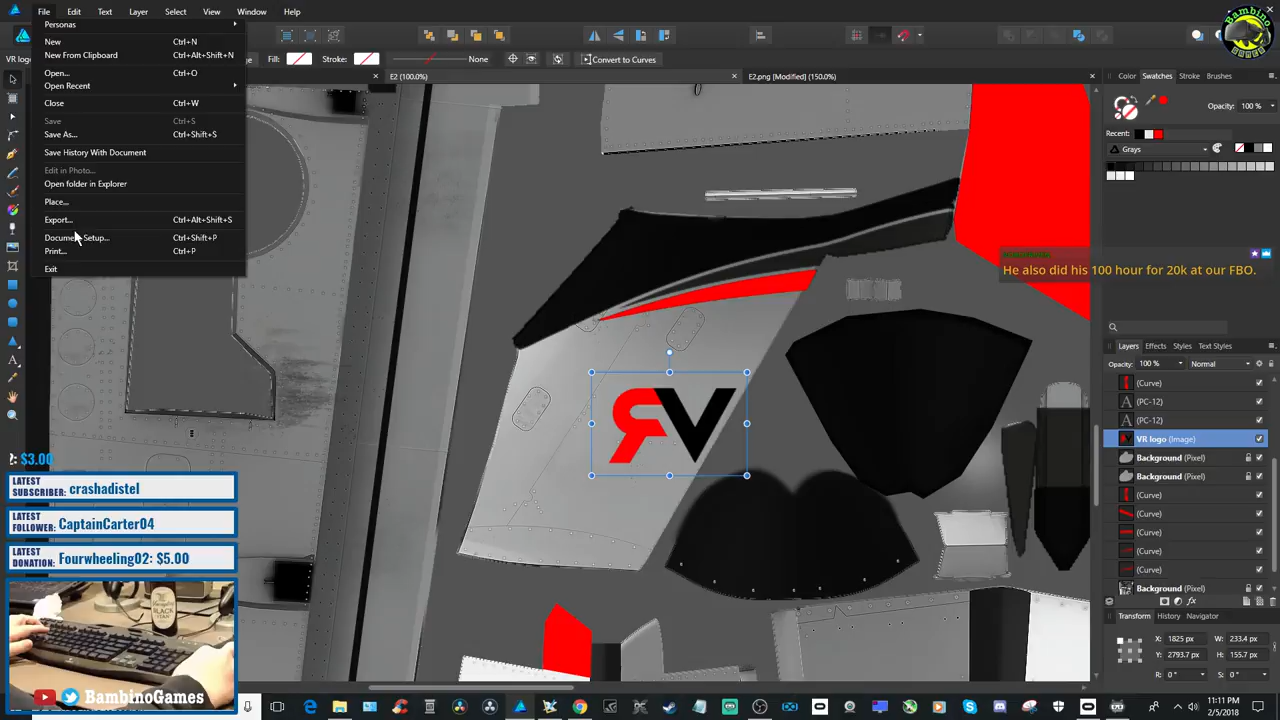 File Edit Text Layer Select View Window Help
Personas
New Ctrl+N
New From Clipboard Ctrl+Alt+Shift+N
Open... Ctrl+O
Open Recent
Close Ctrl+W
Save Ctrl+S
Save As... Ctrl+Shift+S
Save History With Document
Edit in Photo...
Open folder in Explorer
Place...
Export... Ctrl+Alt+Shift+S
Document Setup... Ctrl+Shift+P
Print... Ctrl+P
Exit
Fill: Stroke: None Convert to Curves
E2 (100.0%)
E2.png [Modified] (150.0%)
Bambino
Color Swatches Stroke Brushes
Opacity: 100 %
Recent:
Grays
He also did his 100 hour for 20k at our FBO.
Layers Effects Styles Text Styles
Opacity: 100 % Normal
(Curve)
(PC-12)
(PC-12)
VR logo (Image)
Background (Pixel)
Background (Pixel)
(Curve)
(Curve)
(Curve)
(Curve)
(Curve)
Background (Pixel)
Transform History Navigator
X: 1825 px W: 233.4 px
Y: 2793.7 px H: 155.7 px
R: 0 ° S: 0 °
$3.00
LATEST SUBSCRIBER: crashadistel
LATEST FOLLOWER: CaptainCarter04
LATEST DONATION: Fourwheeling02: $5.00
BambinoGames
11:11 PM
2/5/2018